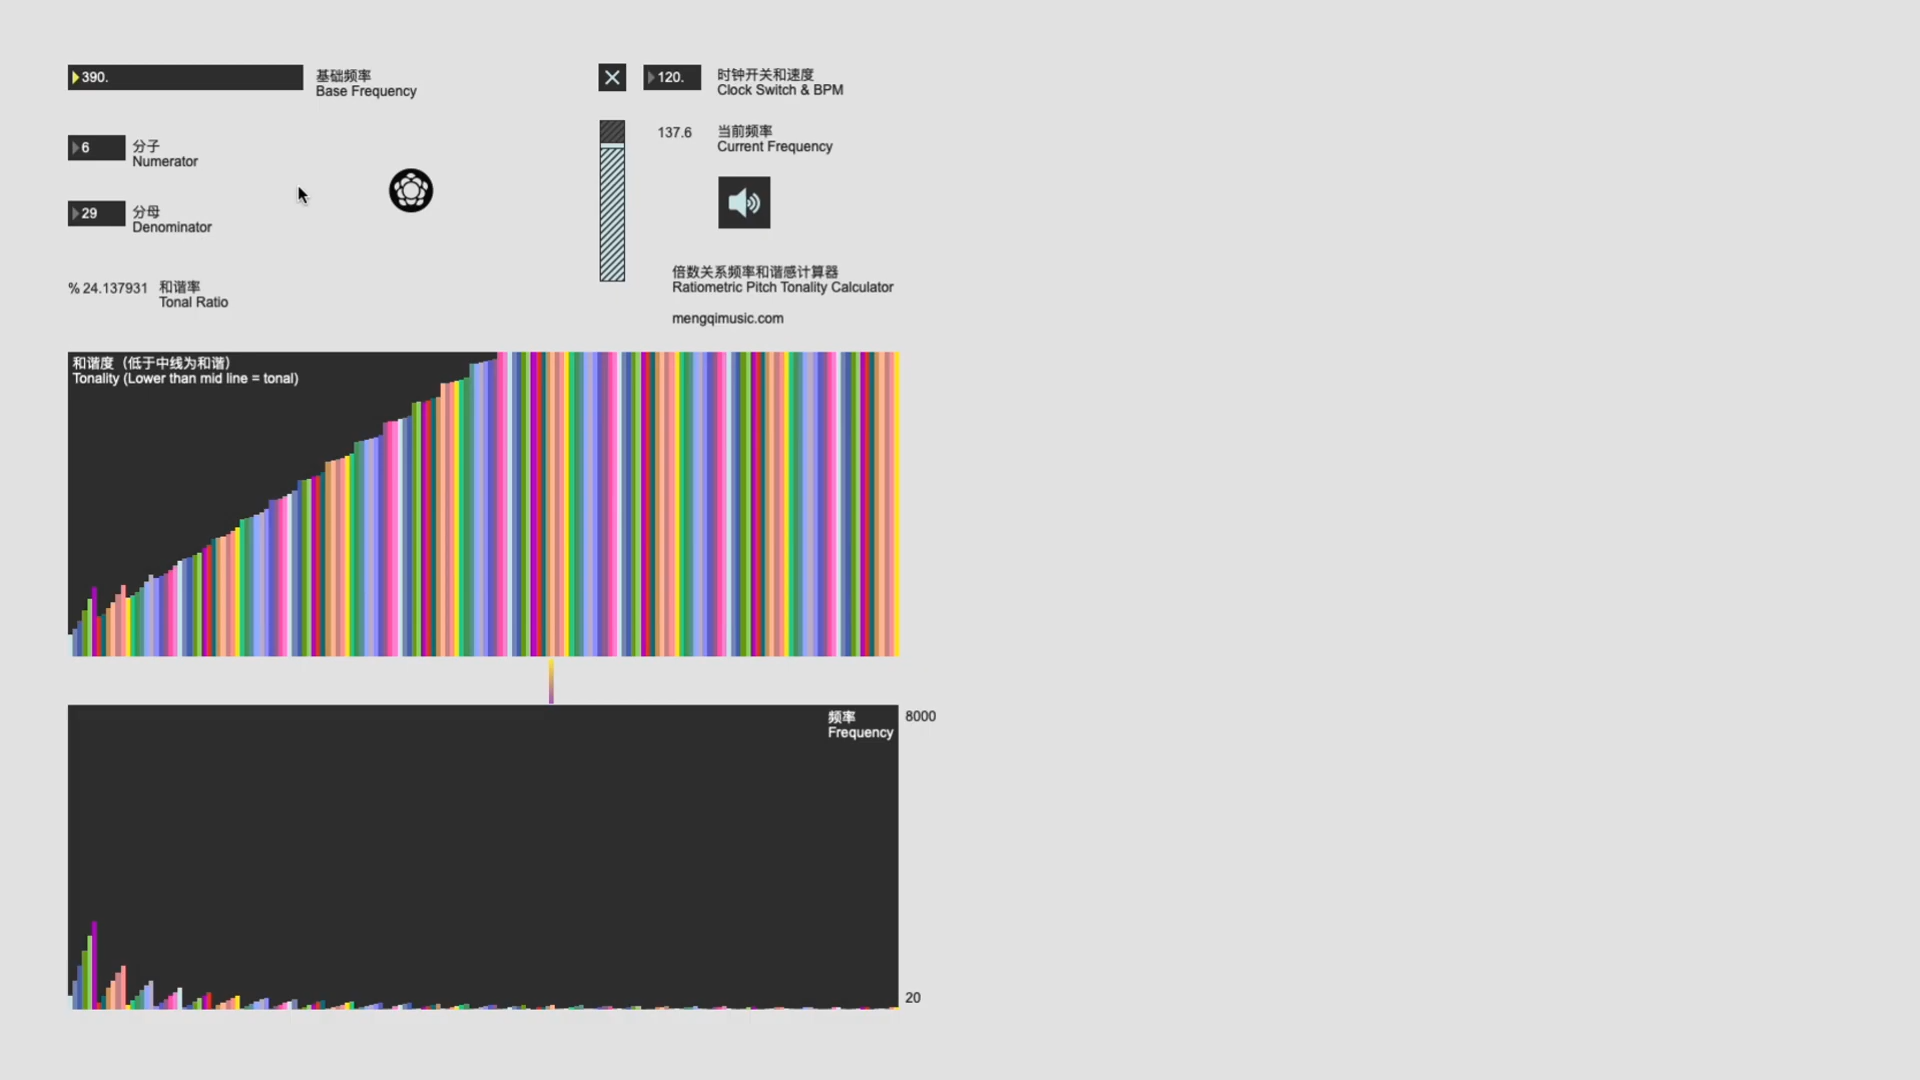 390.
基础频率
Base Frequency
120.
时钟开关和速度
Clock Switch & BPM
137.6
当前频率
Current Frequency
6
分子
Numerator
29
分母
Denominator
% 24.137931
和谐率
Tonal Ratio
倍数关系频率和谐感计算器
Ratiometric Pitch Tonality Calculator
mengqimusic.com
和谐度（低于中线为和谐）
Tonality (Lower than mid line = tonal)
频率
Frequency
8000
20